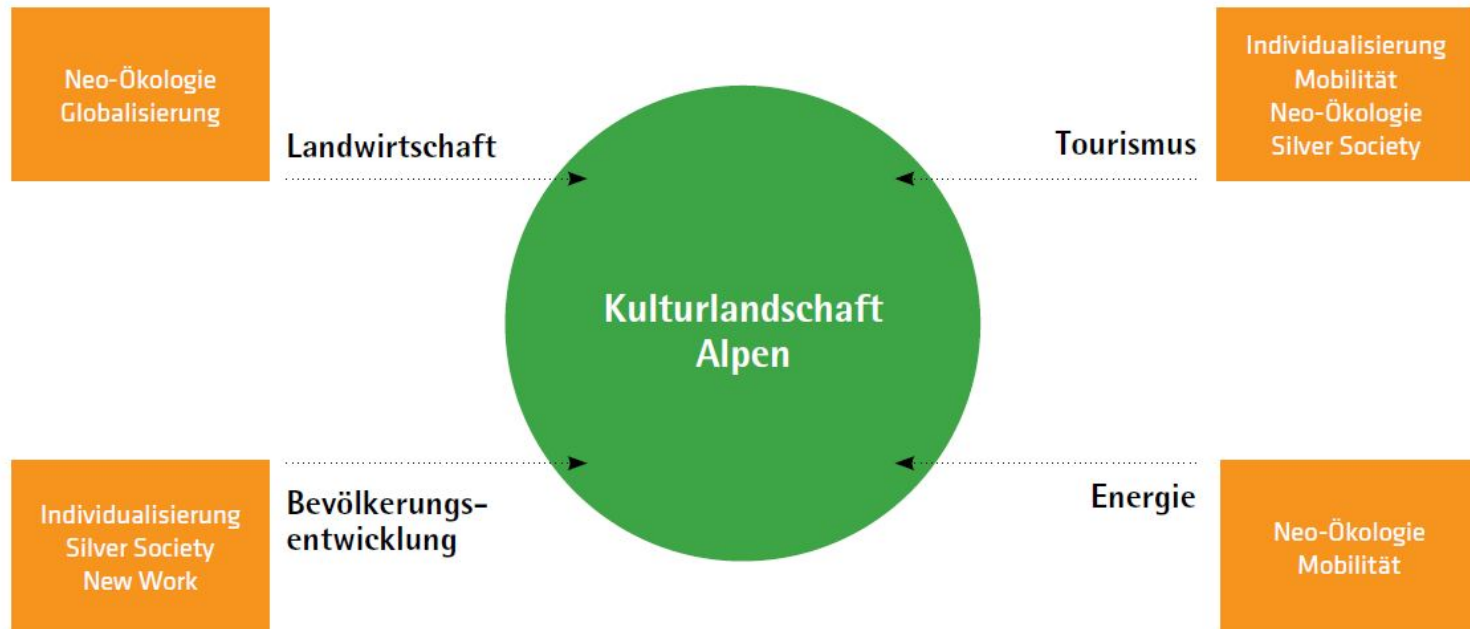 Neo-Ökologie
Globalisierung
Landwirtschaft
Individualisierung
Mobilität
Neo-Ökologie
Silver Society
Tourismus
Kulturlandschaft
Alpen
Individualisierung
Silver Society
New Work
Bevölkerungs-
entwicklung
Energie
Neo-Ökologie
Mobilität